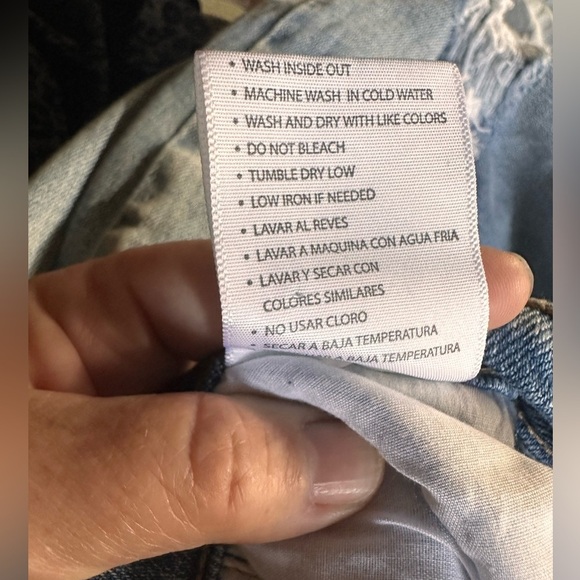 • WASH INSIDE OUT
• MACHINE WASH IN COLD WATER
• WASH AND DRY WITH LIKE COLORS
• DO NOT BLEACH
• TUMBLE DRY LOW
• LOW IRON IF NEEDED
• LAVAR AL REVES
• LAVAR A MAQUINA CON AGUA FRIA
• LAVAR Y SECAR CON
COLORES SIMILARES
• NO USAR CLORO
• SECAR A BAJA TEMPERATURA
A BAJA TEMPERATURA